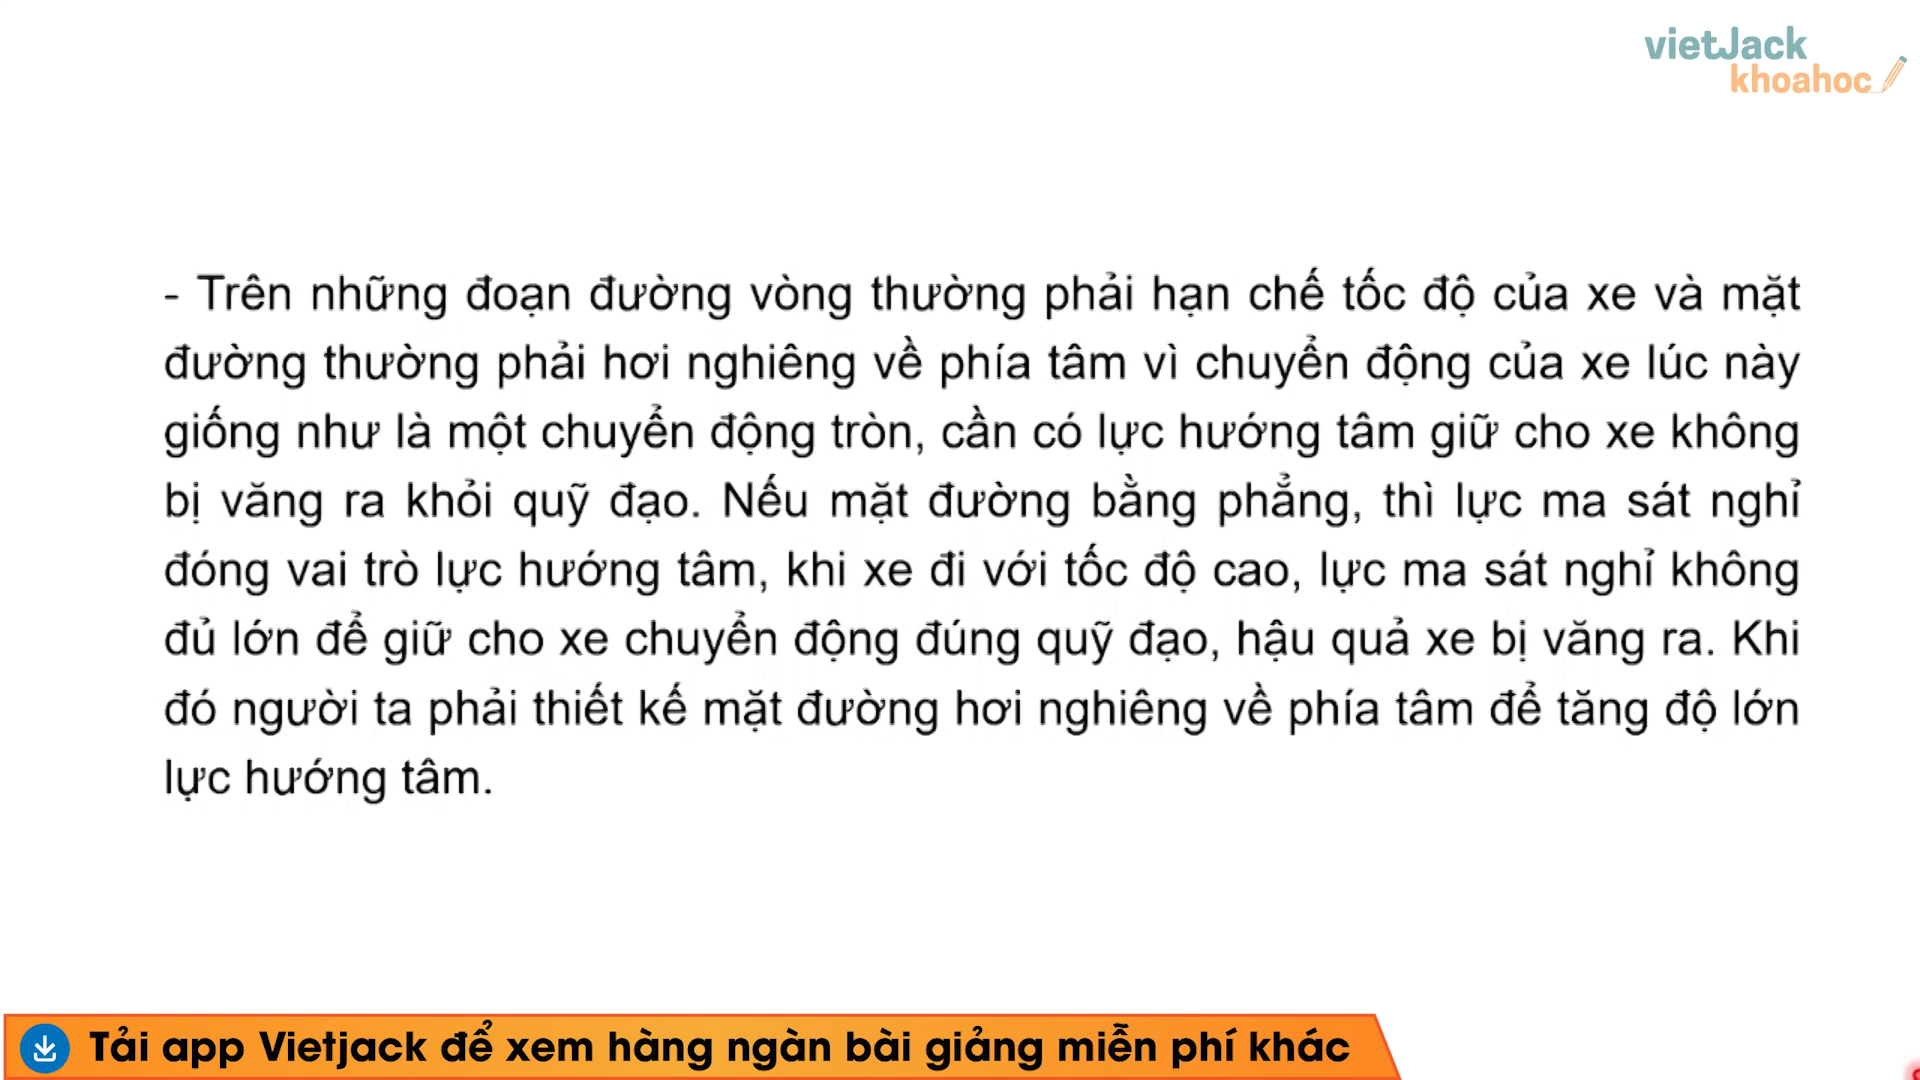 vietJack
khoahoc
- Trên những đoạn đường vòng thường phải hạn chế tốc độ của xe và mặt
đường thường phải hơi nghiêng về phía tâm vì chuyển động của xe lúc này
giống như là một chuyển động tròn, cần có lực hướng tâm giữ cho xe không
bị văng ra khỏi quỹ đạo. Nếu mặt đường bằng phẳng, thì lực ma sát nghỉ
đóng vai trò lực hướng tâm, khi xe đi với tốc độ cao, lực ma sát nghỉ không
đủ lớn để giữ cho xe chuyển động đúng quỹ đạo, hậu quả xe bị văng ra. Khi
đó người ta phải thiết kế mặt đường hơi nghiêng về phía tâm để tăng độ lớn
lực hướng tâm.
Tải app Vietjack để xem hàng ngàn bài giảng miễn phí khác